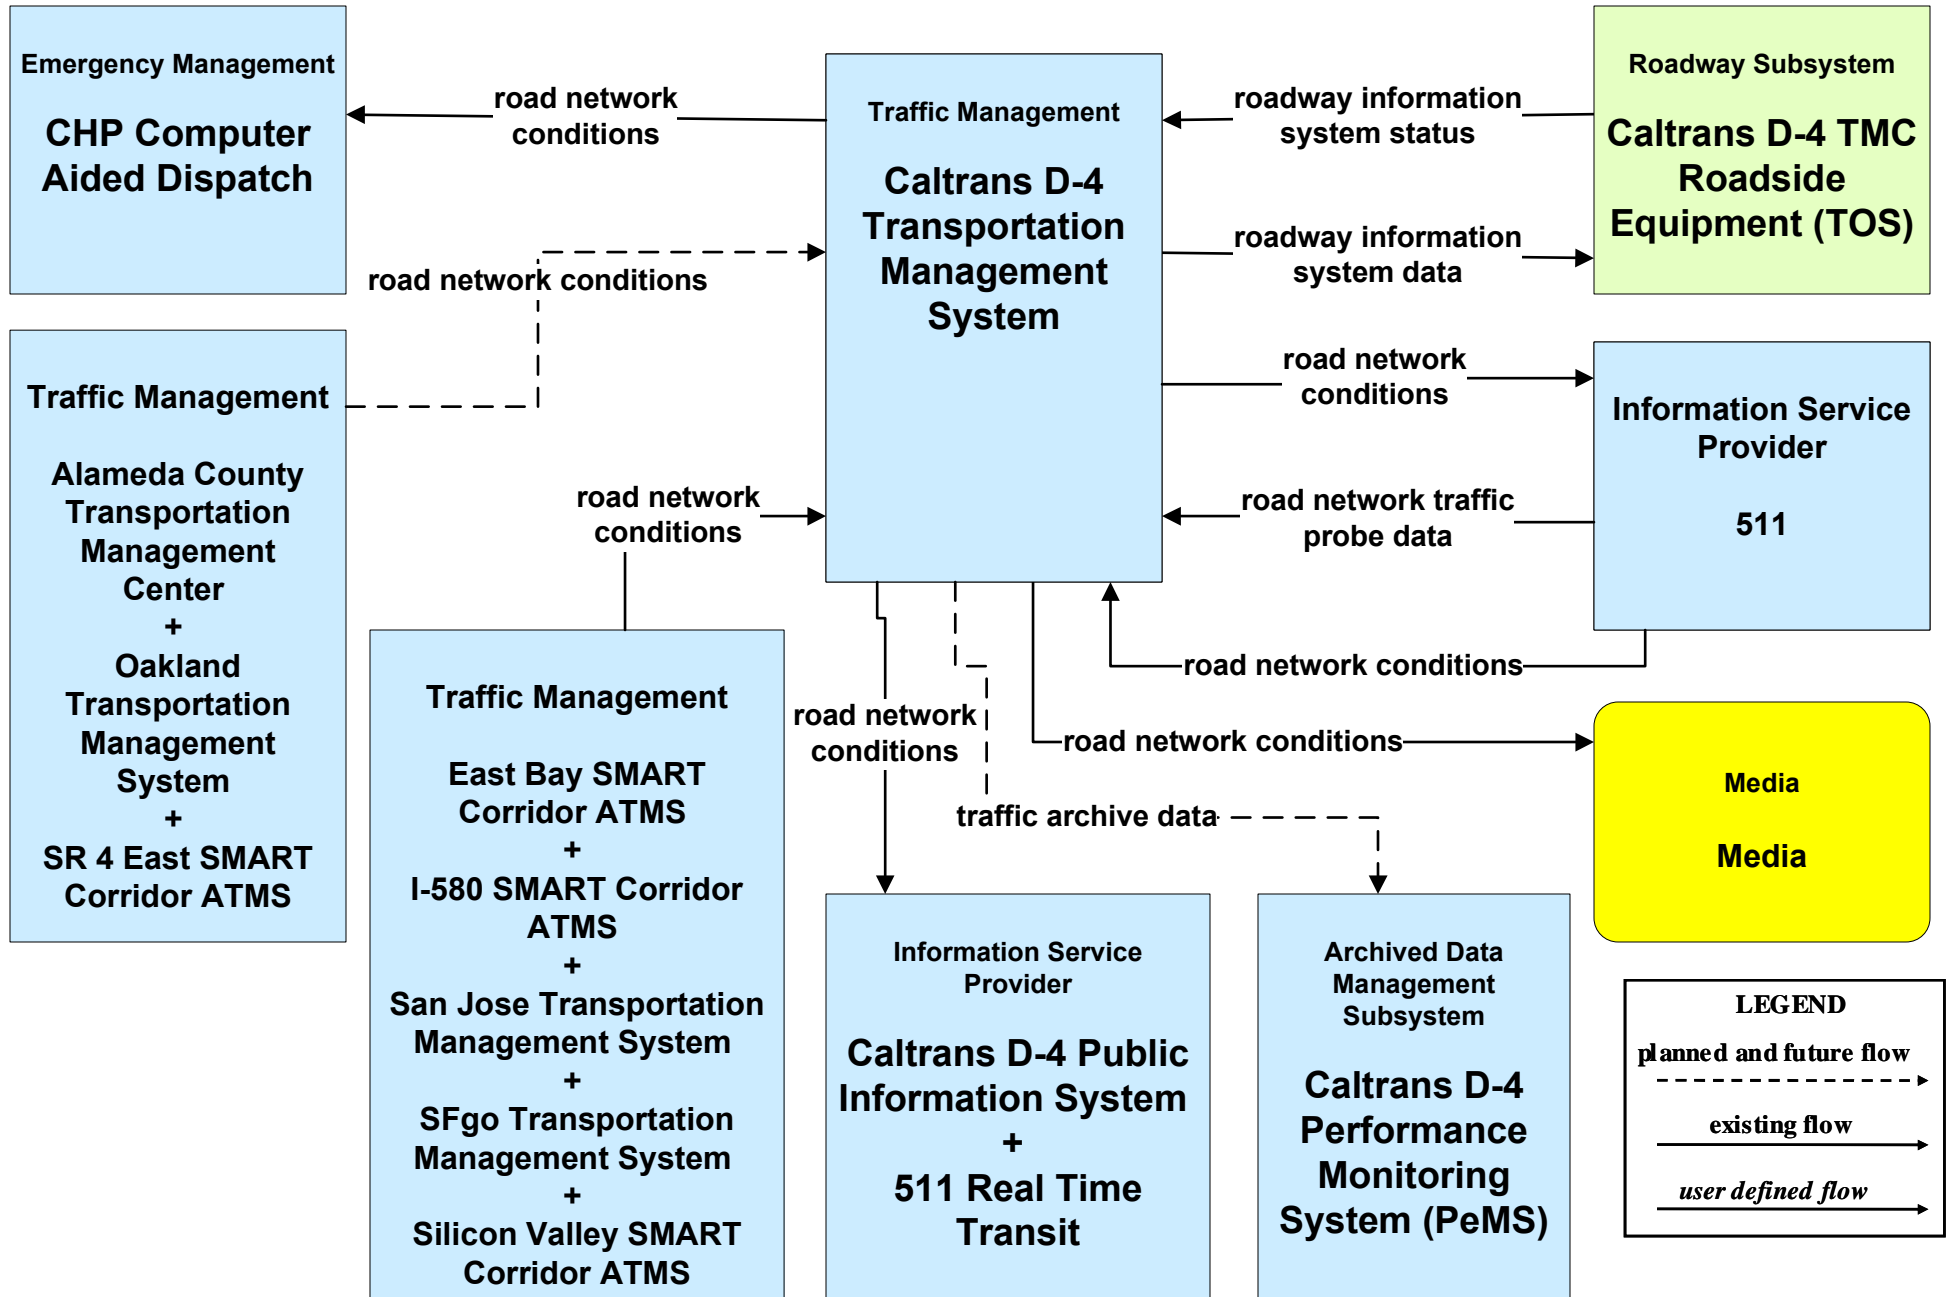 Emergency Management
CHP Computer
Aided Dispatch
road network
conditions
Traffic Management
Caltrans D-4
Transportation
Management
System
roadway information
system status
roadway information
system data
Roadway Subsystem
Caltrans D-4 TMC
Roadside
Equipment (TOS)
road network conditions
Traffic Management
Alameda County
Transportation
Management
Center
+
Oakland
Transportation
Management
System
+
SR 4 East SMART
Corridor ATMS
road network
conditions
Information Service
Provider
511
road network
conditions
road network traffic
probe data
road network conditions
Traffic Management
East Bay SMART
Corridor ATMS
+
I-580 SMART Corridor
ATMS
+
San Jose Transportation
Management System
+
SFgo Transportation
Management System
+
Silicon Valley SMART
Corridor ATMS
road network
conditions
road network conditions
traffic archive data
Media
Media
Information Service
Provider
Caltrans D-4 Public
Information System
+
511 Real Time
Transit
Archived Data
Management
Subsystem
Caltrans D-4
Performance
Monitoring
System (PeMS)
LEGEND
planned and future flow
existing flow
user defined flow